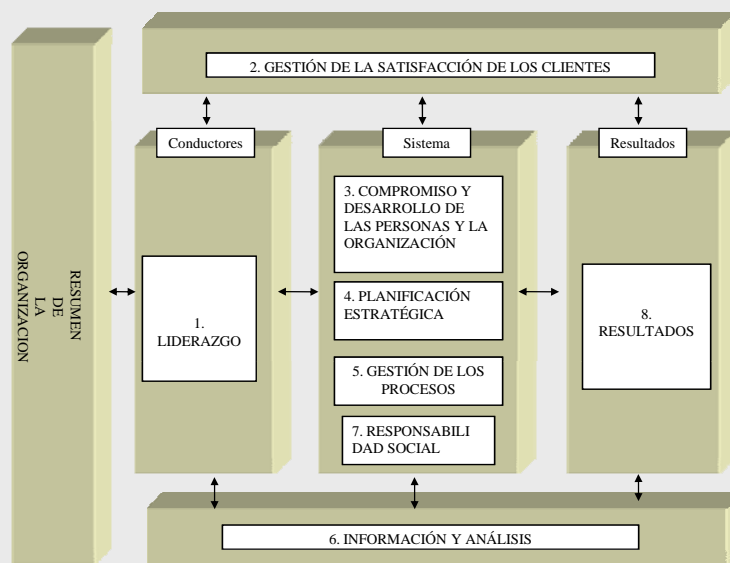 2. GESTIÓN DE LA SATISFACCIÓN DE LOS CLIENTES
RESUMEN
DE
LA
ORGANIZACION
Conductores
1.
LIDERAZGO
Sistema
3. COMPROMISO Y
DESARROLLO DE
LAS PERSONAS Y LA
ORGANIZACIÓN
4. PLANIFICACIÓN
ESTRATÉGICA
5. GESTIÓN DE LOS
PROCESOS
7. RESPONSABILI
DAD SOCIAL
Resultados
8.
RESULTADOS
6. INFORMACIÓN Y ANÁLISIS